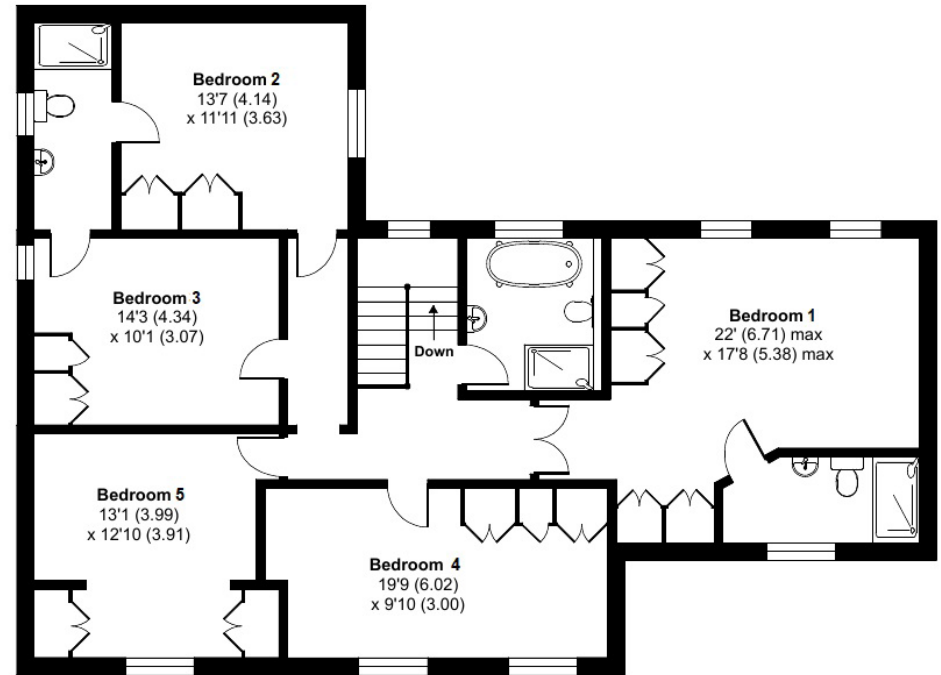 Bedroom 2
13'7 (4.14)
x 11'11 (3.63)
Bedroom 3
14'3 (4.34)
x 10'1 (3.07)
Down
Bedroom 1
22' (6.71) max
x 17'8 (5.38) max
Bedroom 5
13'1 (3.99)
x 12'10 (3.91)
Bedroom 4
19'9 (6.02)
x 9'10 (3.00)